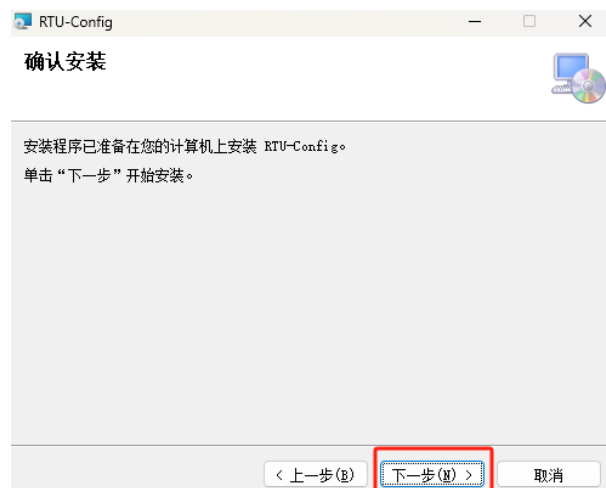 RTU-Config
确认安装
安装程序已准备在您的计算机上安装 RTU-Config。
单击“下一步”开始安装。
< 上一步(B)
下一步(N) >
取消